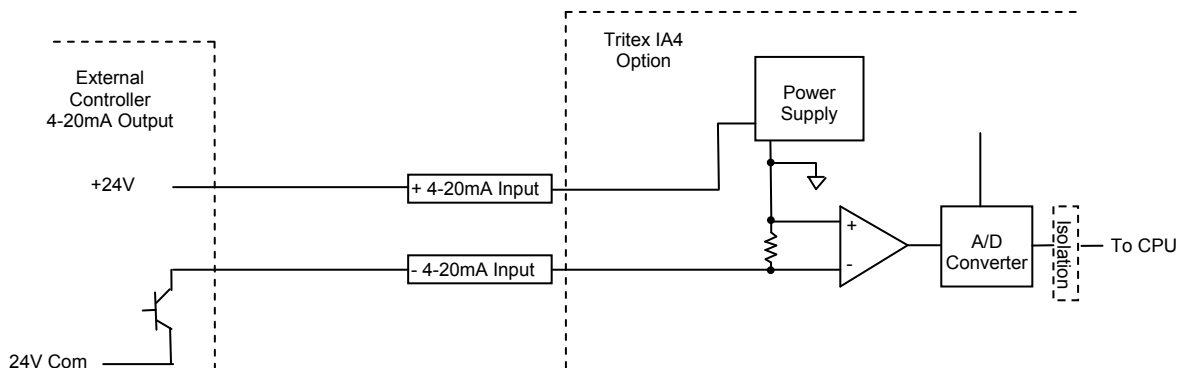 Tritex IA4
Option
External
Controller
4-20mA Output
Power
Supply
+24V
+ 4-20mA Input
+
-
A/D
Converter
Isolation
To CPU
- 4-20mA Input
24V Com